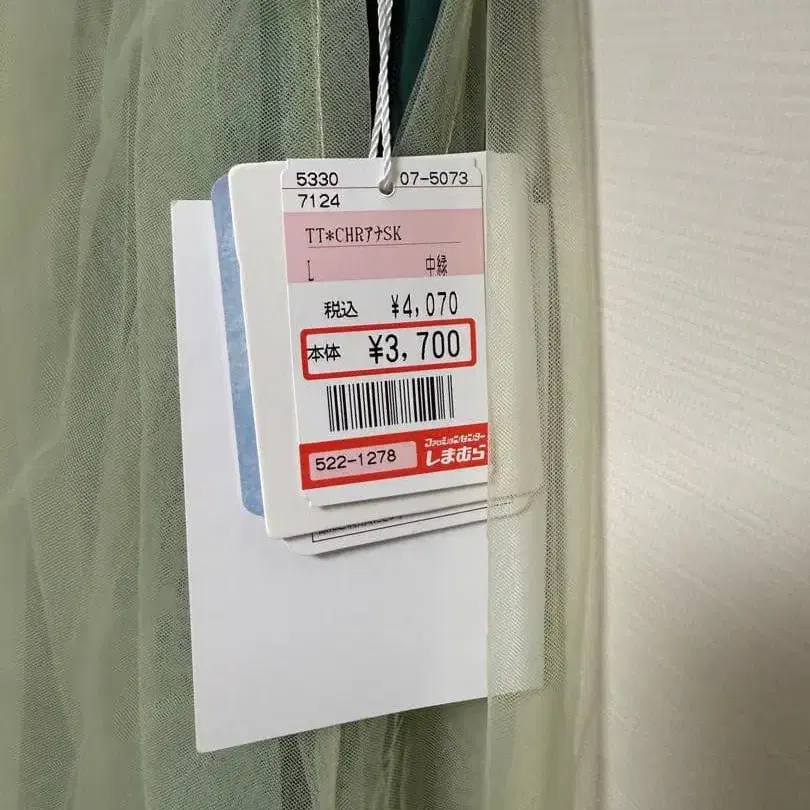 5330 07-5073
7124
TT*CHRｱﾅSK
L 中緑
税込 ¥4,070
本体 ¥3,700
522-1278
ファッションセンター
しまむら